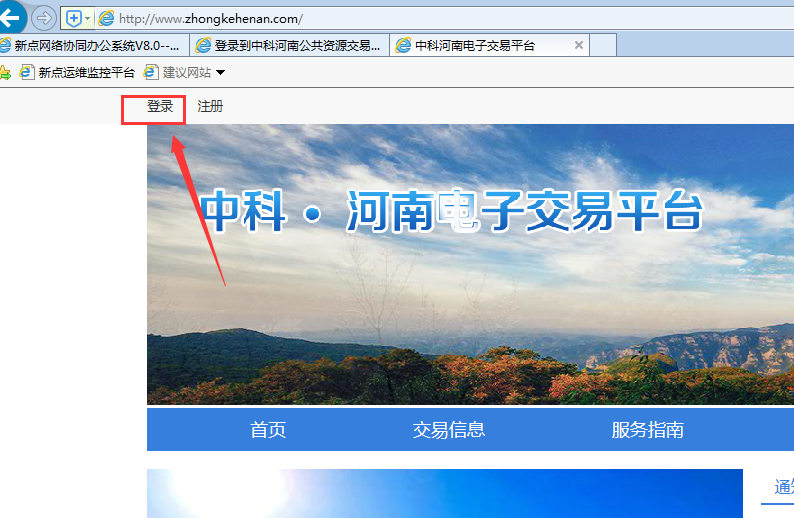 http://www.zhongkehenan.com/
新点网络协同办公系统V8.0--...
登录到中科河南公共资源交易...
中科河南电子交易平台
新点运维监控平台
建议网站
登录 注册
中科·河南电子交易平台
首页 交易信息 服务指南